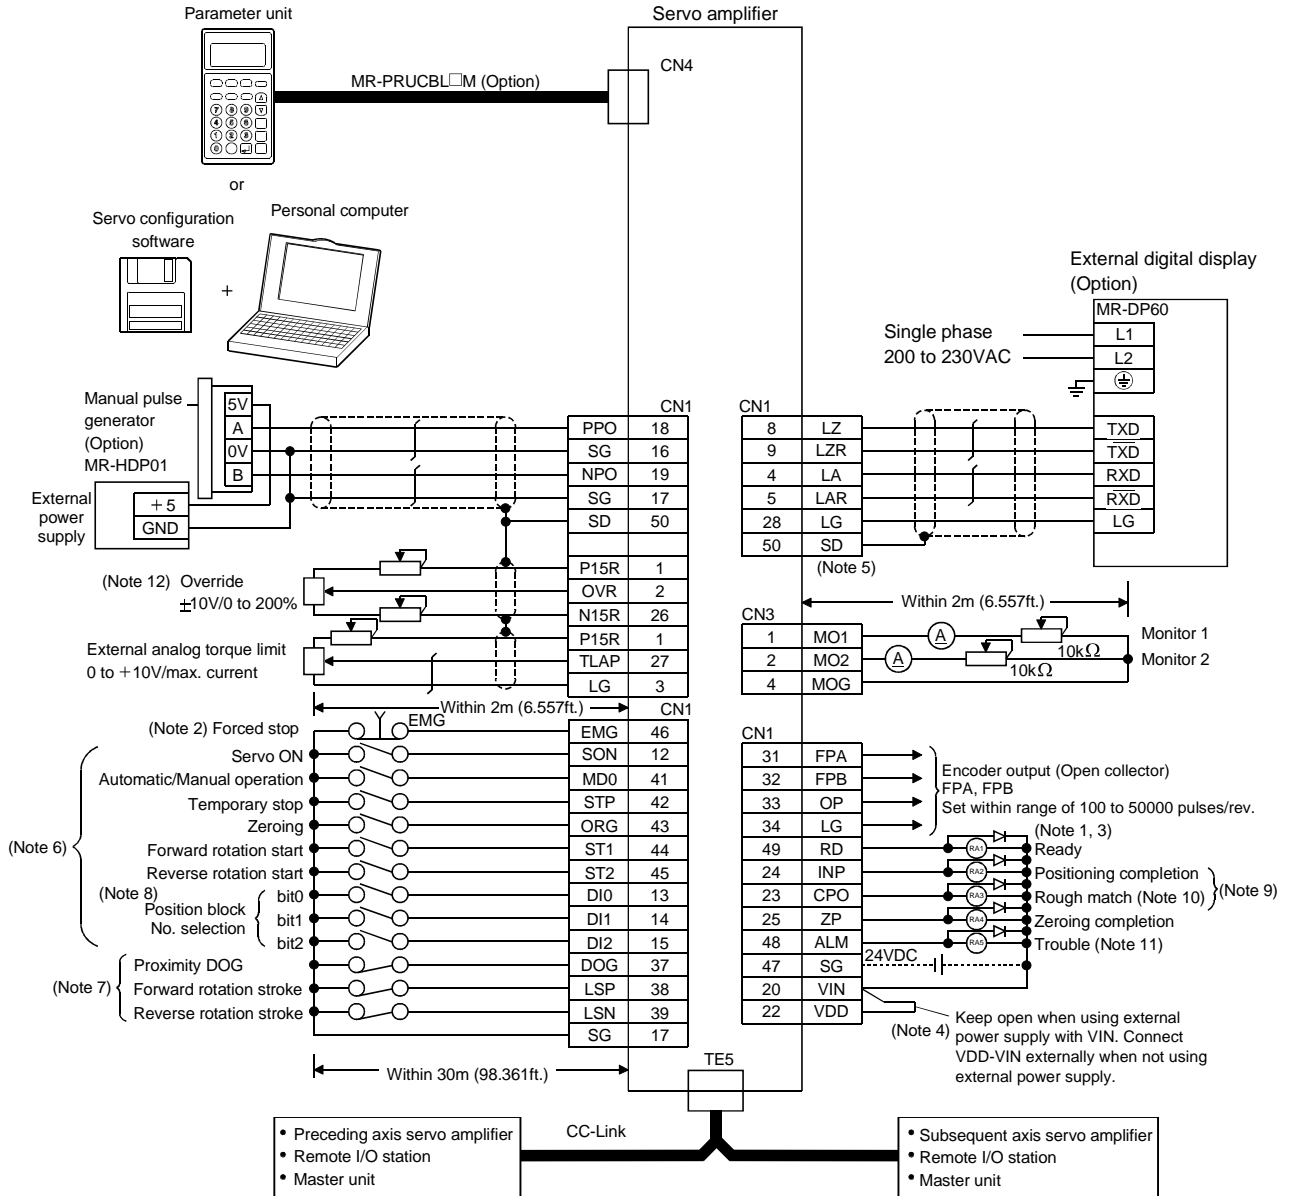 Parameter unit
Servo amplifier
CN4
MR-PRUCBL□M (Option)
or
Servo configuration
software
Personal computer
+
External digital display
(Option)
MR-DP60
Single phase
200 to 230VAC
L1
L2
TXD
TXD
RXD
RXD
LG
Manual pulse
generator
(Option)
MR-HDP01
5V
A
0V
B
External
power
supply
+5
GND
CN1
PPO 18
SG 16
NPO 19
SG 17
SD 50
P15R 1
OVR 2
N15R 26
P15R 1
TLAP 27
LG 3
CN1
8 LZ
9 LZR
4 LA
5 LAR
28 LG
50 SD
(Note 5)
(Note 12) Override
±10V/0 to 200%
External analog torque limit
0 to +10V/max. current
Within 2m (6.557ft.)
Within 2m (6.557ft.)
CN3
1 MO1
2 MO2
4 MOG
A
A
10kΩ
10kΩ
Monitor 1
Monitor 2
CN1
(Note 2) Forced stop
EMG
EMG 46
Servo ON
SON 12
Automatic/Manual operation
MD0 41
Temporary stop
STP 42
Zeroing
ORG 43
(Note 6)
Forward rotation start
ST1 44
Reverse rotation start
ST2 45
(Note 8)
Position block
No. selection
bit0
DI0 13
bit1
DI1 14
bit2
DI2 15
(Note 7)
Proximity DOG
DOG 37
Forward rotation stroke
LSP 38
Reverse rotation stroke
LSN 39
SG 17
Within 30m (98.361ft.)
CN1
31 FPA
32 FPB
33 OP
34 LG
49 RD
24 INP
23 CPO
25 ZP
48 ALM
47 SG
20 VIN
22 VDD
Encoder output (Open collector)
FPA, FPB
Set within range of 100 to 50000 pulses/rev.
(Note 1, 3)
RA1
Ready
RA2
Positioning completion
RA3
Rough match (Note 10)
(Note 9)
RA4
Zeroing completion
RA5
Trouble (Note 11)
24VDC
(Note 4)
Keep open when using external
power supply with VIN. Connect
VDD-VIN externally when not using
external power supply.
TE5
CC-Link
• Preceding axis servo amplifier
• Remote I/O station
• Master unit
• Subsequent axis servo amplifier
• Remote I/O station
• Master unit